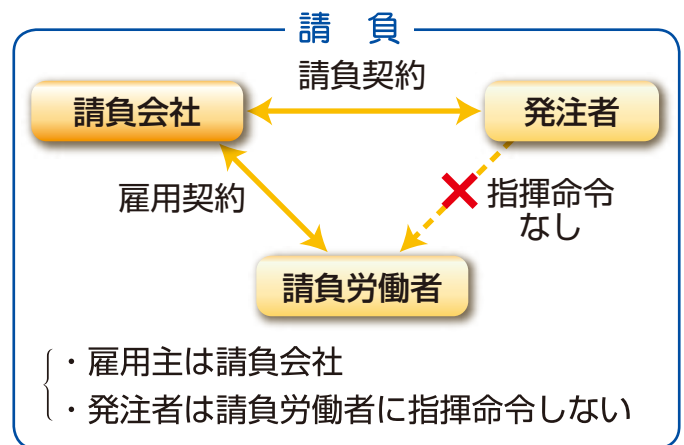 請 負
請負契約
請負会社
発注者
雇用契約
指揮命令
なし
請負労働者
・雇用主は請負会社
・発注者は請負労働者に指揮命令しない